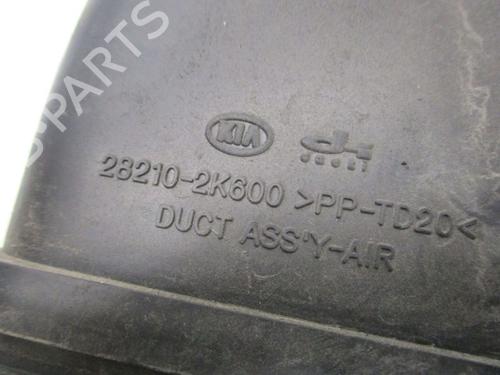 B-PARTS
KIA
28210-2K600 >PP-TD20<
DUCT ASS'Y-AIR